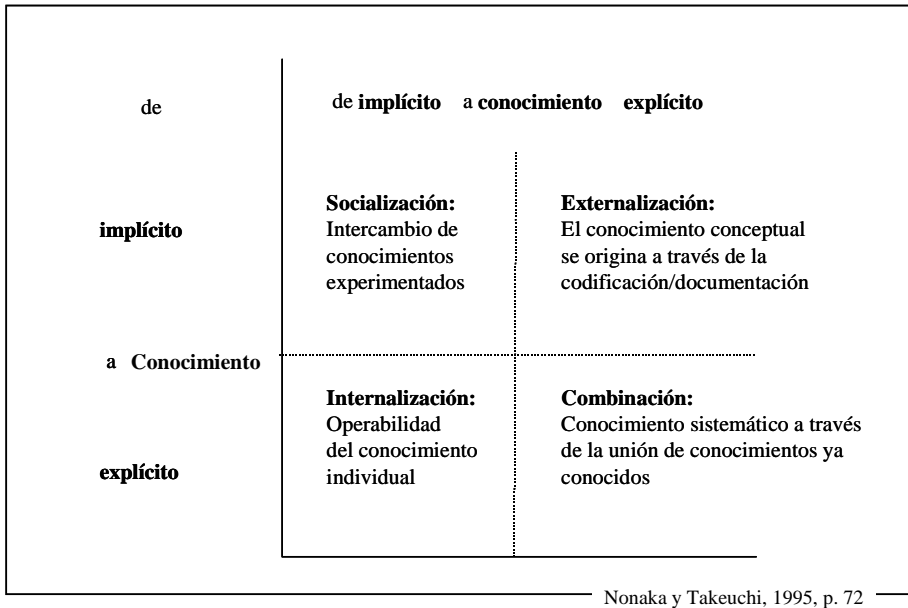 de
de implícito a conocimiento explícito
implícito
Socialización:
Intercambio de
conocimientos
experimentados
Externalización:
El conocimiento conceptual
se origina a través de la
codificación/documentación
a Conocimiento
explícito
Internalización:
Operabilidad
del conocimiento
individual
Combinación:
Conocimiento sistemático a través
de la unión de conocimientos ya
conocidos
Nonaka y Takeuchi, 1995, p. 72